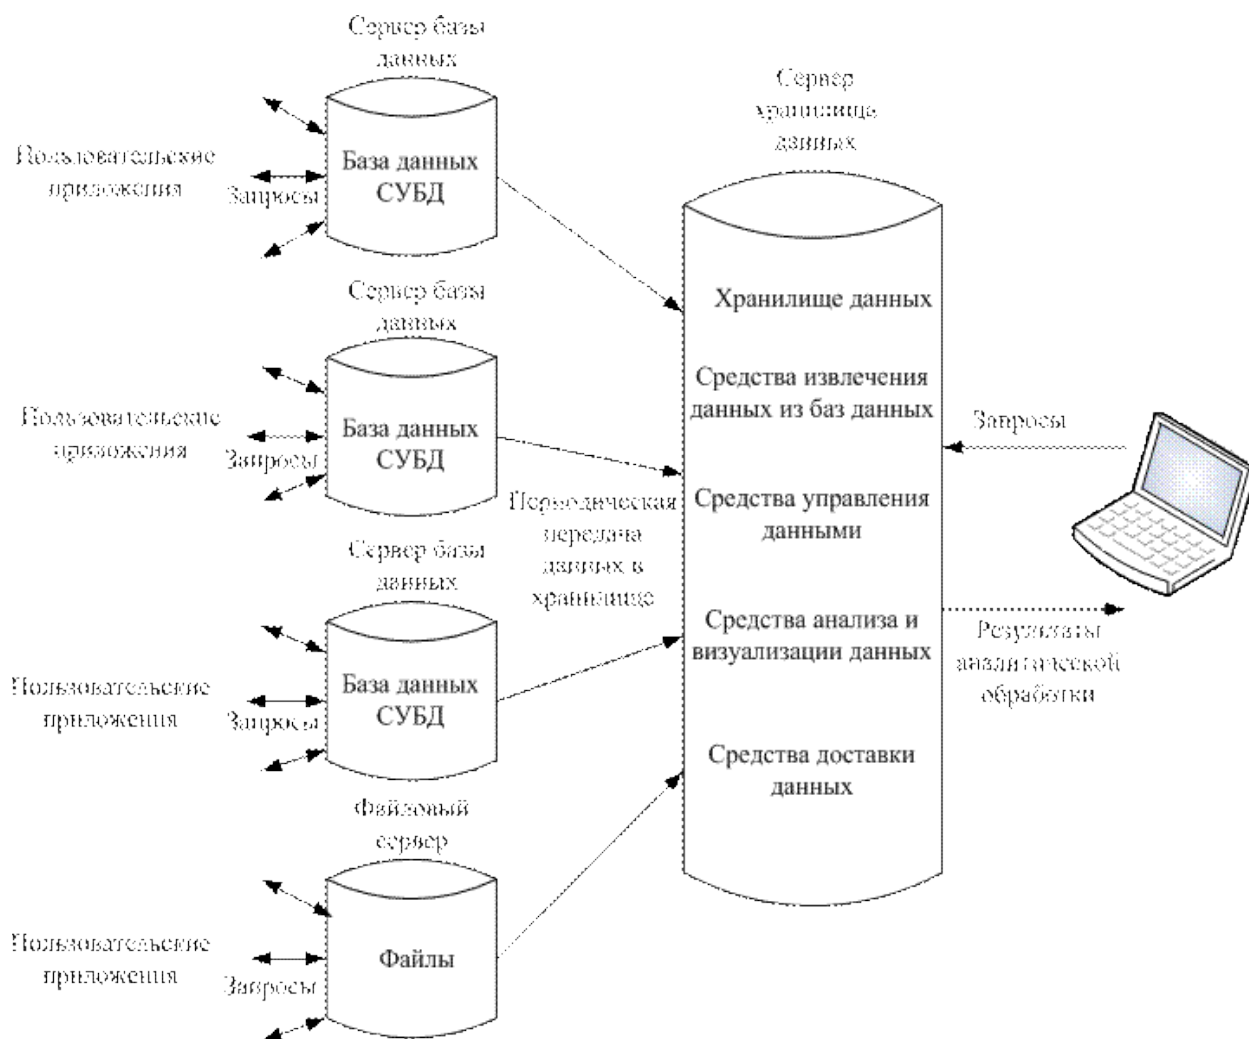 Сервер базы
данных
Пользовательские
приложения
Запросы
База данных
СУБД
Сервер базы
данных
Пользовательские
приложения
Запросы
База данных
СУБД
Сервер базы
данных
Пользовательские
приложения
Запросы
База данных
СУБД
Файловый
сервер
Пользовательские
приложения
Запросы
Файлы
Периодическая
передача
данных в
хранилище
Сервер
хранилище
данных
Хранилище данных
Средства извлечения
данных из баз данных
Средства управления
данными
Средства анализа и
визуализации данных
Средства доставки
данных
Запросы
Результаты
аналитической
обработки